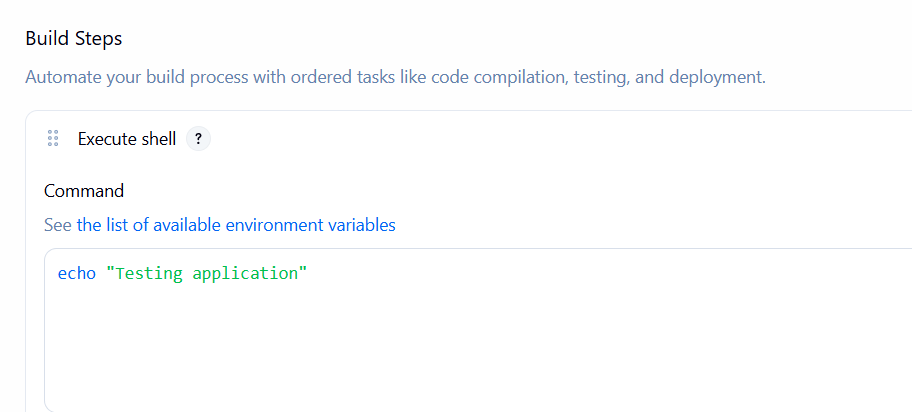 Build Steps
Automate your build process with ordered tasks like code compilation, testing, and deployment.
Execute shell ?
Command
See the list of available environment variables
echo "Testing application"